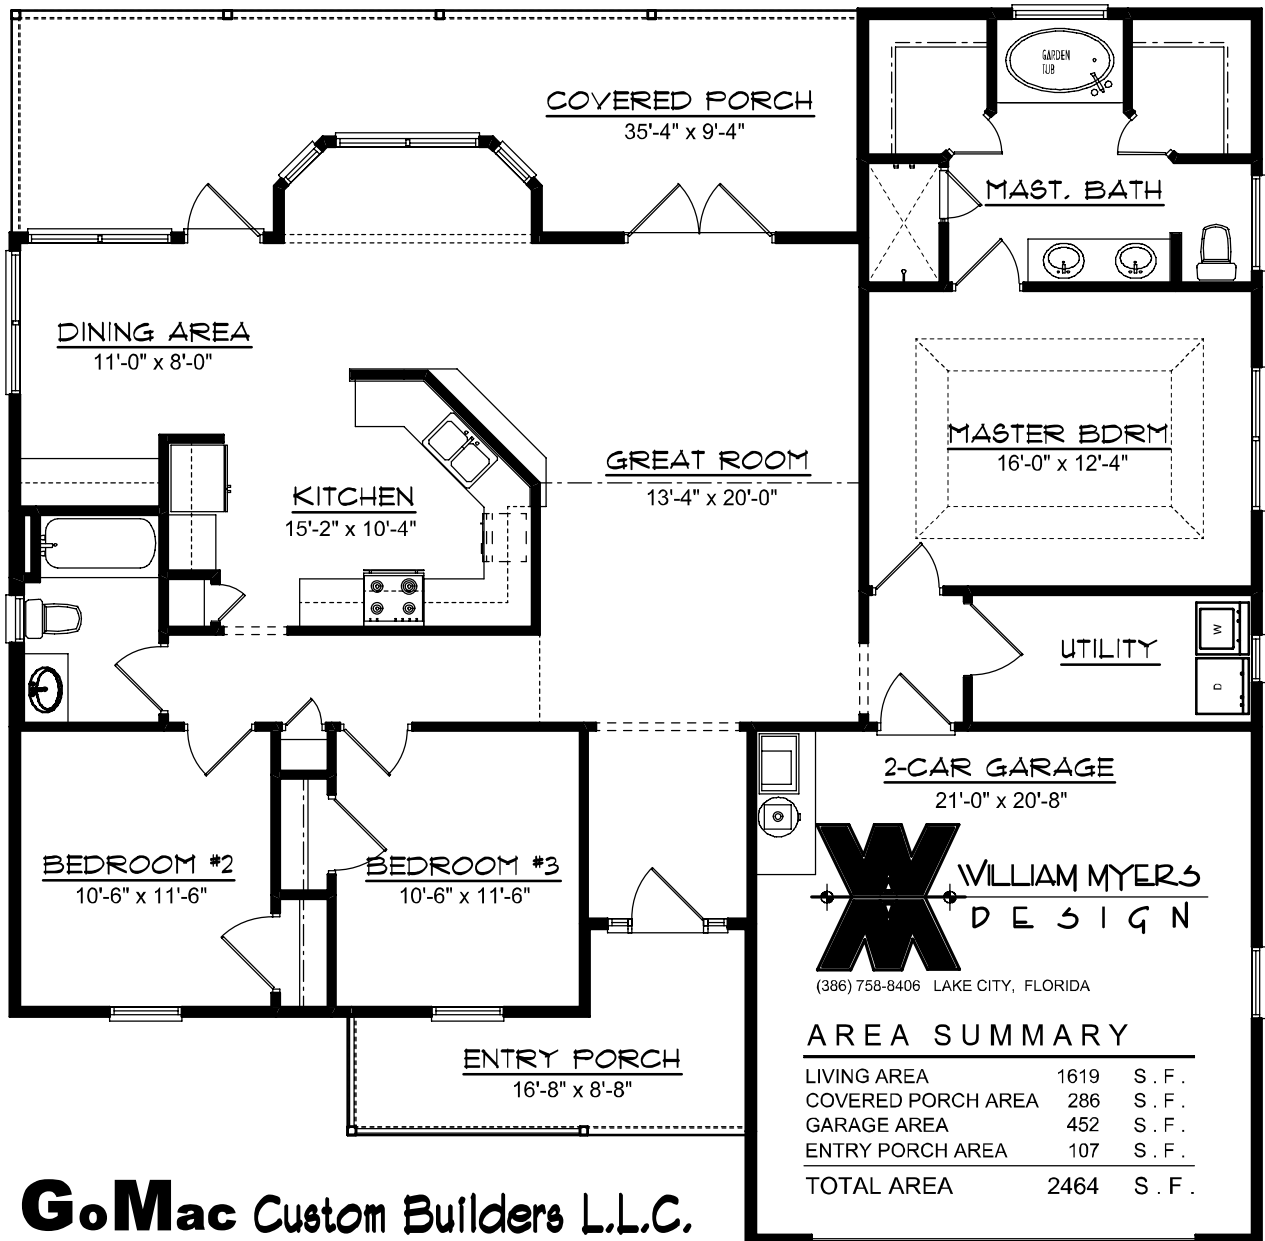 GARDEN
TUB
COVERED PORCH
35'-4" x 9'-4"
MAST. BATH
DINING AREA
11'-0" x 8'-0"
MASTER BDRM
16'-0" x 12'-4"
GREAT ROOM
13'-4" x 20'-0"
KITCHEN
15'-2" x 10'-4"
UTILITY
W
D
2-CAR GARAGE
21'-0" x 20'-8"
BEDROOM #2
10'-6" x 11'-6"
BEDROOM #3
10'-6" x 11'-6"
WILLIAM MYERS
DESIGN
(386) 758-8406 LAKE CITY, FLORIDA
ENTRY PORCH
16'-8" x 8'-8"
AREA SUMMARY
LIVING AREA 1619 S.F.
COVERED PORCH AREA 286 S.F.
GARAGE AREA 452 S.F.
ENTRY PORCH AREA 107 S.F.
TOTAL AREA 2464 S.F.
GoMac Custom Builders L.L.C.